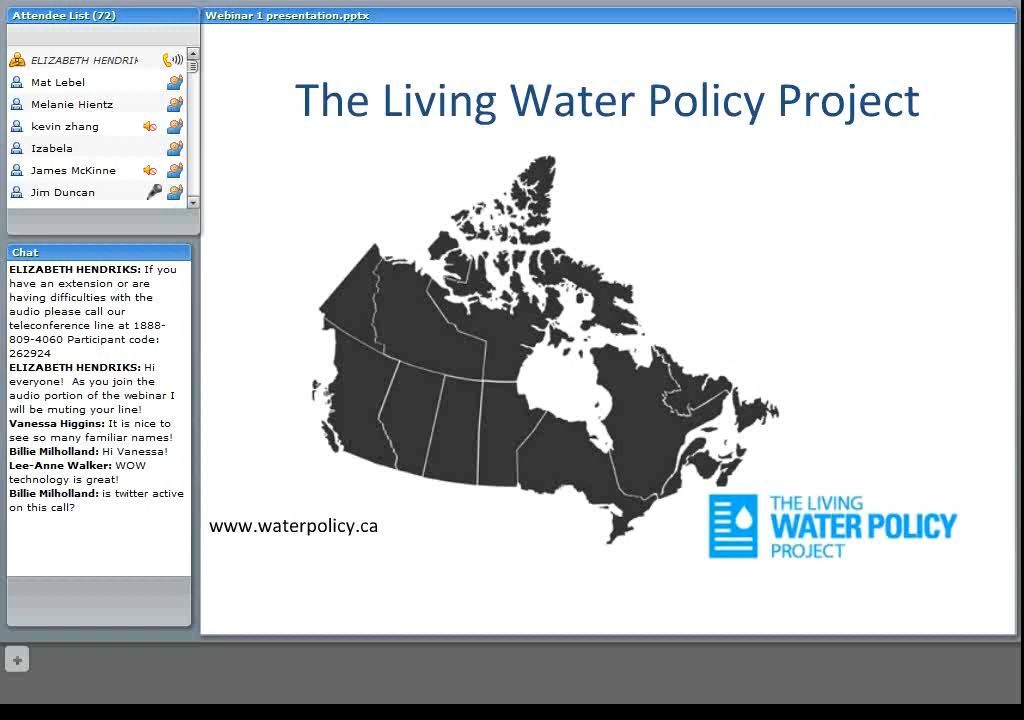 Attendee List (72)
ELIZABETH HENDRIK
Mat Lebel
Melanie Hientz
kevin zhang
Izabela
James McKinne
Jim Duncan
Chat
ELIZABETH HENDRIKS: If you
have an extension or are
having difficulties with the
audio please call our
teleconference line at 1888-
809-4060 Participant code:
262924
ELIZABETH HENDRIKS: Hi
everyone! As you join the
audio portion of the webinar I
will be muting your line!
Vanessa Higgins: It is nice to
see so many familiar names!
Billie Milholland: Hi Vanessa!
Lee-Anne Walker: WOW
technology is great!
Billie Milholland: is twitter active
on this call?
Webinar 1 presentation.pptx
The Living Water Policy Project
www.waterpolicy.ca
THE LIVING
WATER POLICY
PROJECT